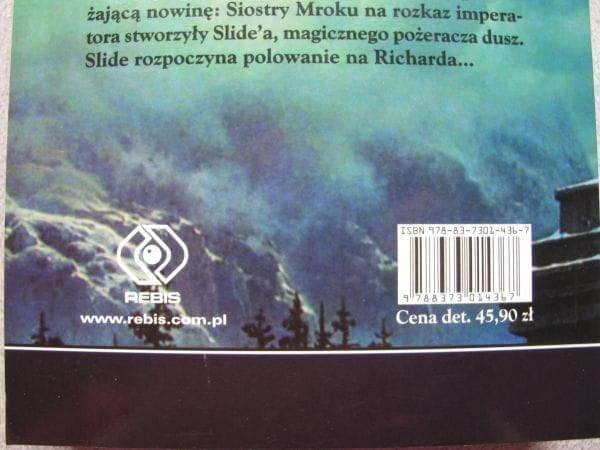 żającą nowinę: Siostry Mroku na rozkaz impera-
tora stworzyły Slide'a, magicznego pożeracza dusz.
Slide rozpoczyna polowanie na Richarda...
ISBN 978-83-7301-436-7
9 788373 014367
REBIS
www.rebis.com.pl
Cena det. 45,90 zł